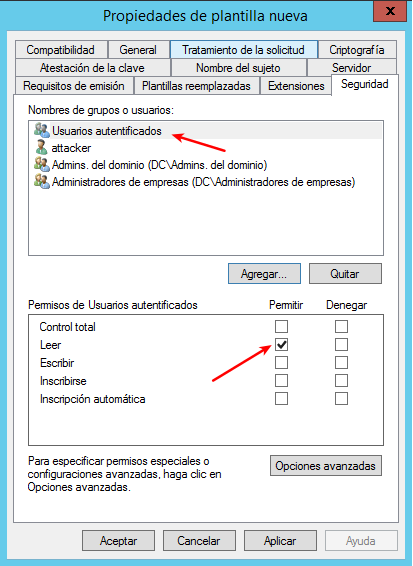 Propiedades de plantilla nueva
x
Compatibilidad General Tratamiento de la solicitud Criptografía
Atestación de la clave Nombre del sujeto Servidor
Requisitos de emisión Plantillas reemplazadas Extensiones Seguridad
Nombres de grupos o usuarios:
Usuarios autentificados
attacker
Admins. del dominio (DC\Admins. del dominio)
Administradores de empresas (DC\Administradores de empresas)
Agregar... Quitar
Permisos de Usuarios autentificados Permitir Denegar
Control total
Leer
Escribir
Inscribirse
Inscripción automática
Para especificar permisos especiales o
configuraciones avanzadas, haga clic en
Opciones avanzadas.
Opciones avanzadas
Aceptar Cancelar Aplicar Ayuda